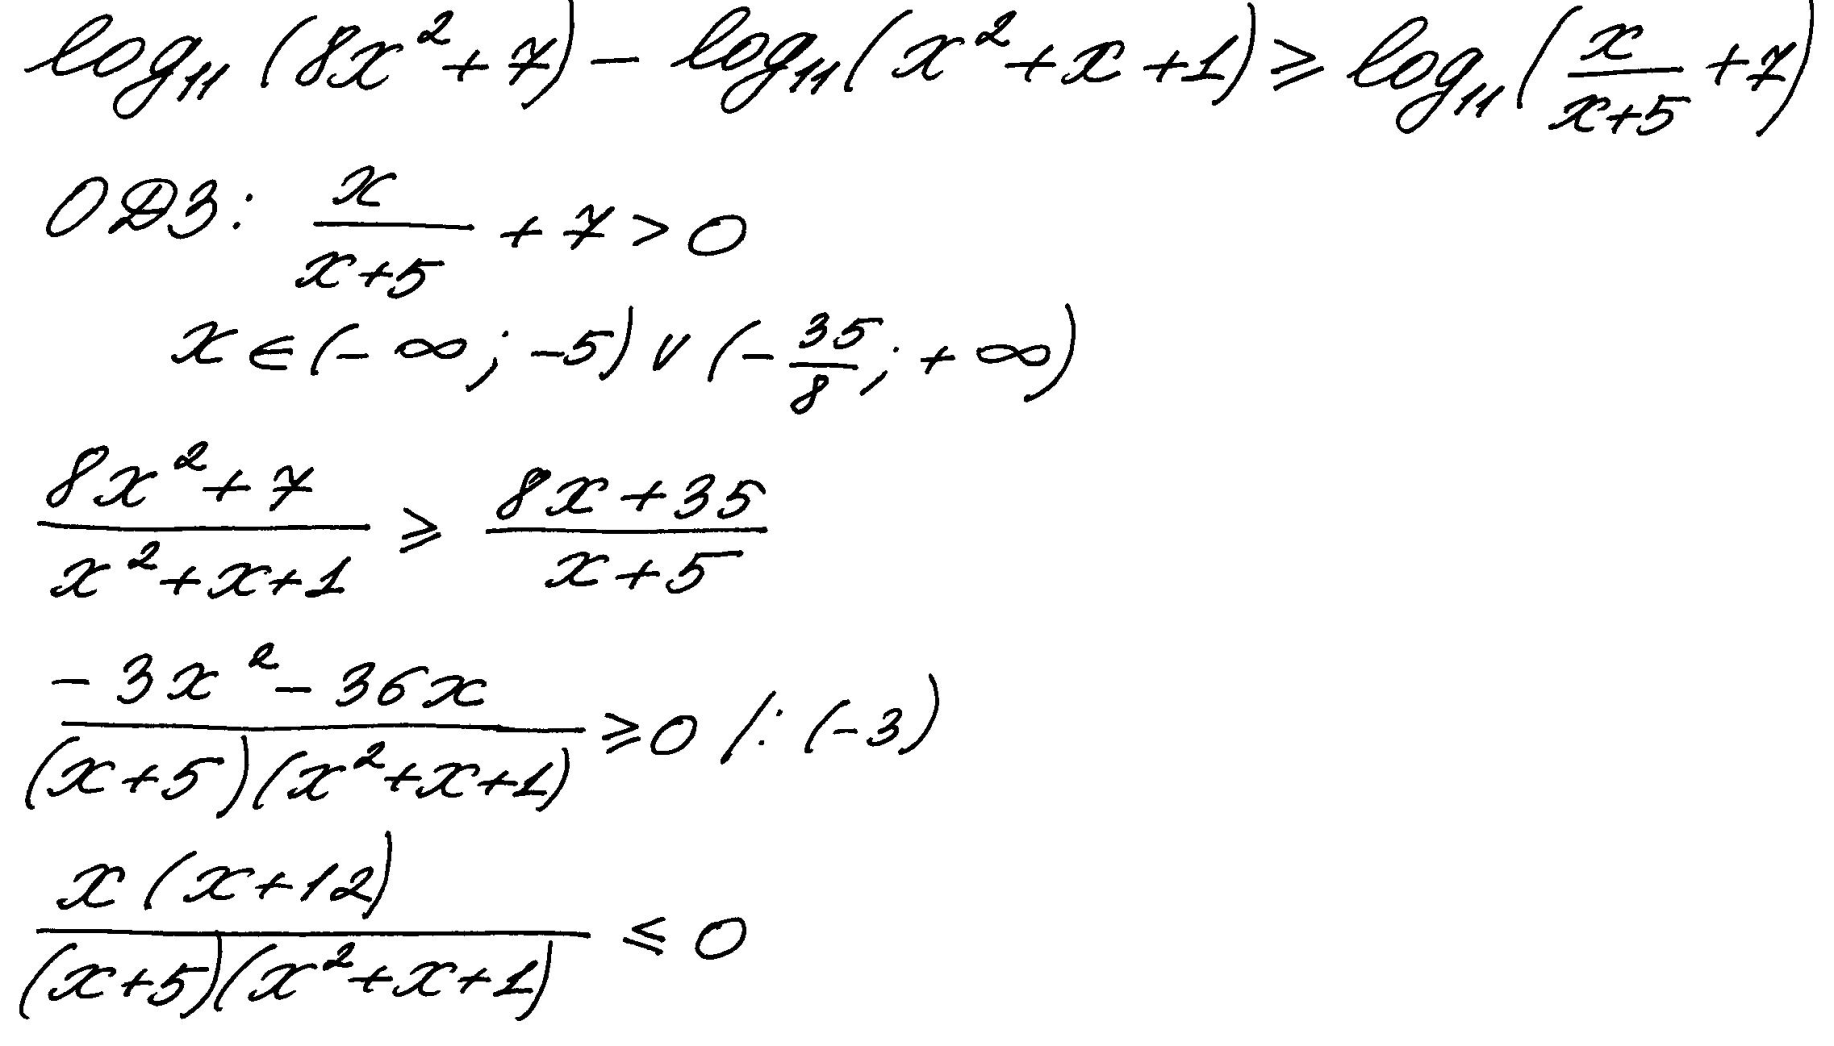 log₁₁(8x²+7) − log₁₁(x²+x+1) ⩾ log₁₁(x/(x+5) + 7)
ОДЗ: x/(x+5) + 7 > 0
x ∈ (−∞; −5) ∨ (−35/8; +∞)
(8x²+7)/(x²+x+1) ⩾ (8x+35)/(x+5)
(−3x²−36x)/((x+5)(x²+x+1)) ⩾ 0 /: (−3)
x(x+12)/((x+5)(x²+x+1)) ⩽ 0